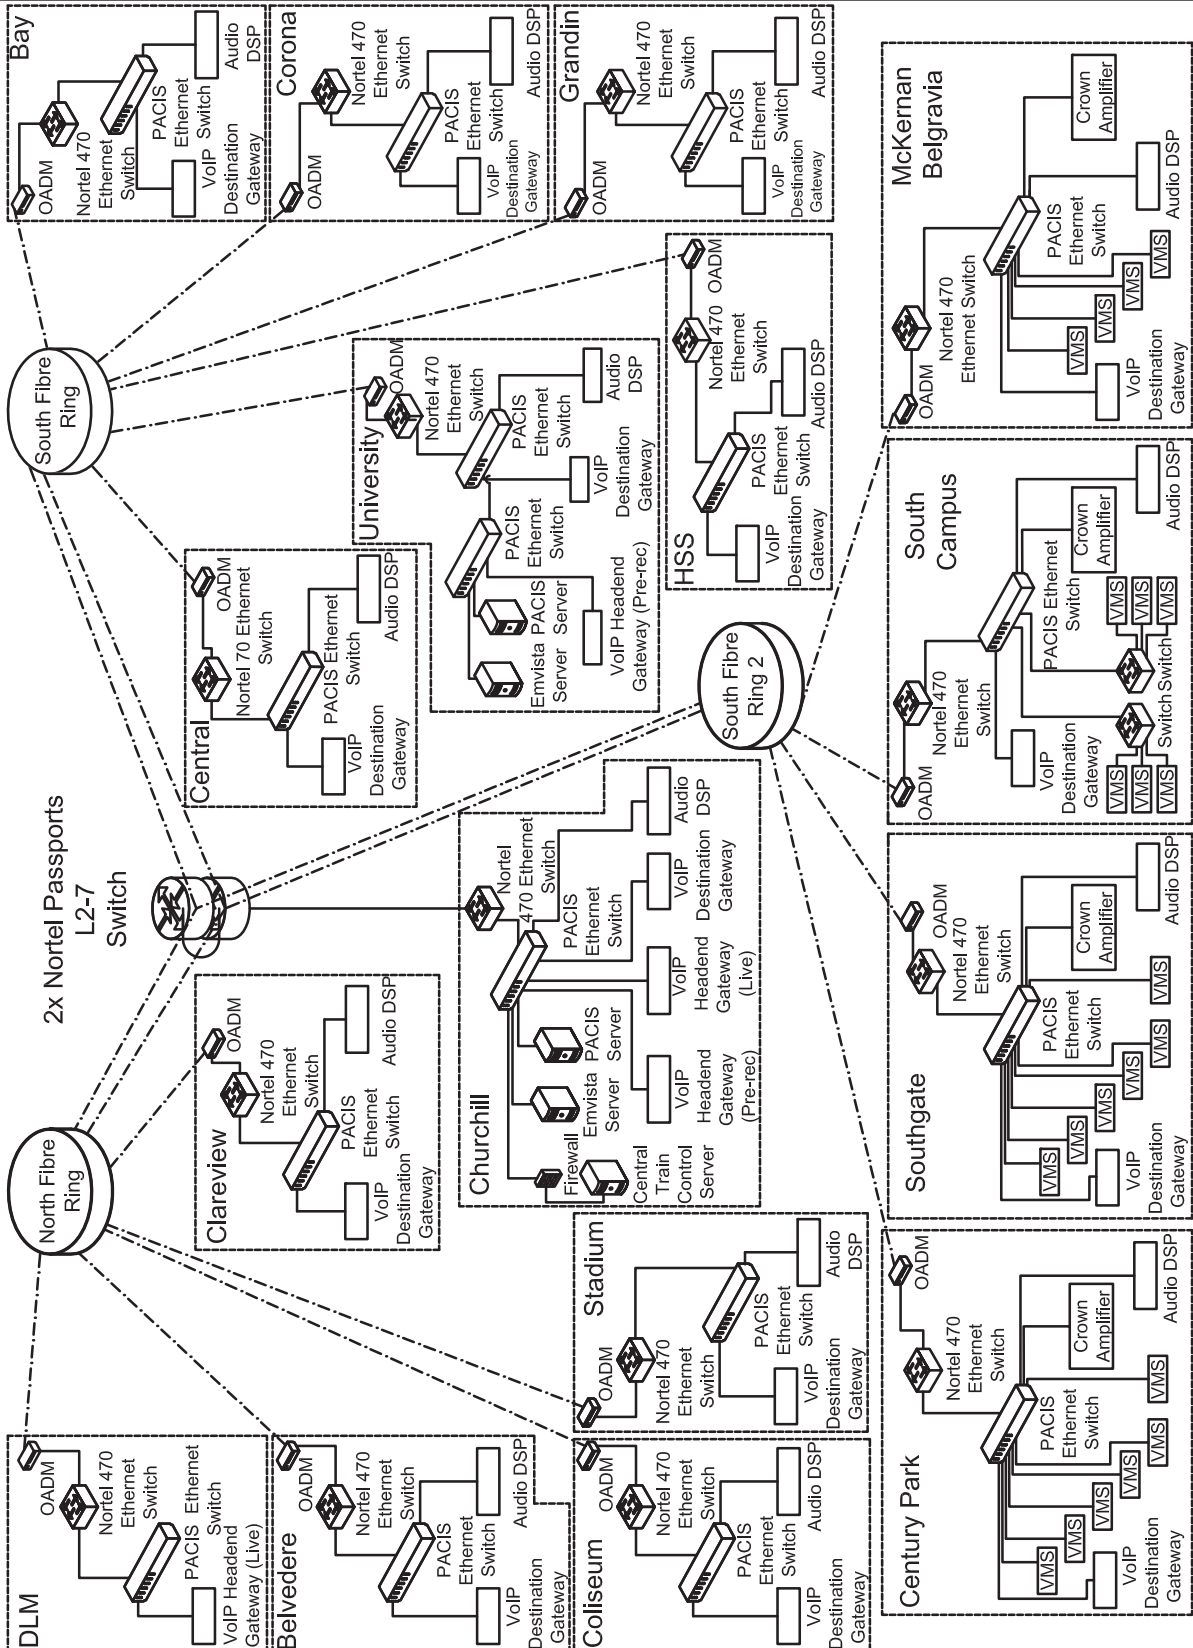 DLM
OADM
Nortel 470
Ethernet
Switch
PACIS Ethernet
Switch
VoIP Headend
Gateway (Live)
Belvedere
OADM
Nortel 470
Ethernet
Switch
PACIS
Ethernet
Switch
Audio DSP
VoIP
Destination
Gateway
Coliseum
OADM
Nortel 470
Ethernet
Switch
PACIS
Ethernet
Switch
Audio DSP
VoIP
Destination
Gateway
Stadium
OADM
Nortel 470
Ethernet
Switch
PACIS
Ethernet
Switch
Audio
DSP
VoIP
Destination
Gateway
North Fibre
Ring
Clareview
OADM
Nortel 470
Ethernet
Switch
PACIS
Ethernet
Switch
Audio DSP
VoIP
Destination
Gateway
2x Nortel Passports
L2-7
Switch
Churchill
Nortel
470 Ethernet
Switch
PACIS
Ethernet
Switch
Firewall
Central
Train
Control
Server
Emvista
Server
PACIS
Server
VoIP
Headend
Gateway
(Pre-rec)
VoIP
Headend
Gateway
(Live)
VoIP
Destination
Gateway
Audio
DSP
South Fibre
Ring
Central
OADM
Nortel 70 Ethernet
Switch
PACIS Ethernet
Switch
Audio DSP
VoIP
Destination
Gateway
University
OADM
Nortel 470
Ethernet
Switch
PACIS
Ethernet
Switch
Audio
DSP
PACIS
Ethernet
Switch
VoIP
Destination
Gateway
Emvista
Server
PACIS
Server
VoIP Headend
Gateway (Pre-rec)
Bay
OADM
Nortel 470
Ethernet
Switch
PACIS
Ethernet
Switch
Audio
DSP
VoIP
Destination
Gateway
Corona
OADM
Nortel 470
Ethernet
Switch
PACIS
Ethernet
Switch
Audio DSP
VoIP
Destination
Gateway
Grandin
OADM
Nortel 470
Ethernet
Switch
PACIS
Ethernet
Switch
Audio DSP
VoIP
Destination
Gateway
HSS
OADM
Nortel 470
Ethernet
Switch
PACIS
Ethernet
Switch
Audio DSP
VoIP
Destination
Gateway
South Fibre
Ring 2
Century Park
OADM
Nortel 470
Ethernet
Switch
PACIS
Ethernet
Switch
Crown
Amplifier
Audio DSP
VMS
VMS
VMS
VMS
VMS
VMS
VoIP
Destination
Gateway
Southgate
OADM
Nortel 470
Ethernet
Switch
PACIS
Ethernet
Switch
Crown
Amplifier
Audio DSP
VMS
VMS
VMS
VMS
VMS
VMS
VoIP
Destination
Gateway
South
Campus
OADM
Nortel 470
Ethernet
Switch
PACIS Ethernet
Switch
Crown
Amplifier
Audio DSP
VoIP
Destination
Gateway
VMS
VMS
VMS
Switch
Switch
VMS
VMS
VMS
McKernan
Belgravia
OADM
Nortel 470
Ethernet Switch
PACIS
Ethernet
Switch
Crown
Amplifier
Audio DSP
VMS
VMS
VMS
VMS
VoIP
Destination
Gateway